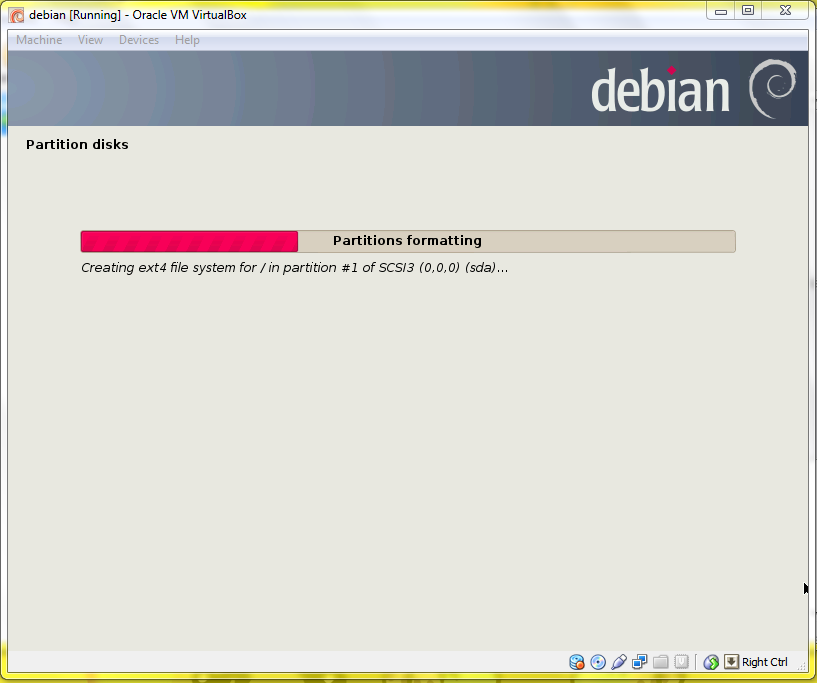 debian [Running] - Oracle VM VirtualBox
Machine View Devices Help
debian
Partition disks
Partitions formatting
Creating ext4 file system for / in partition #1 of SCSI3 (0,0,0) (sda)...
Right Ctrl